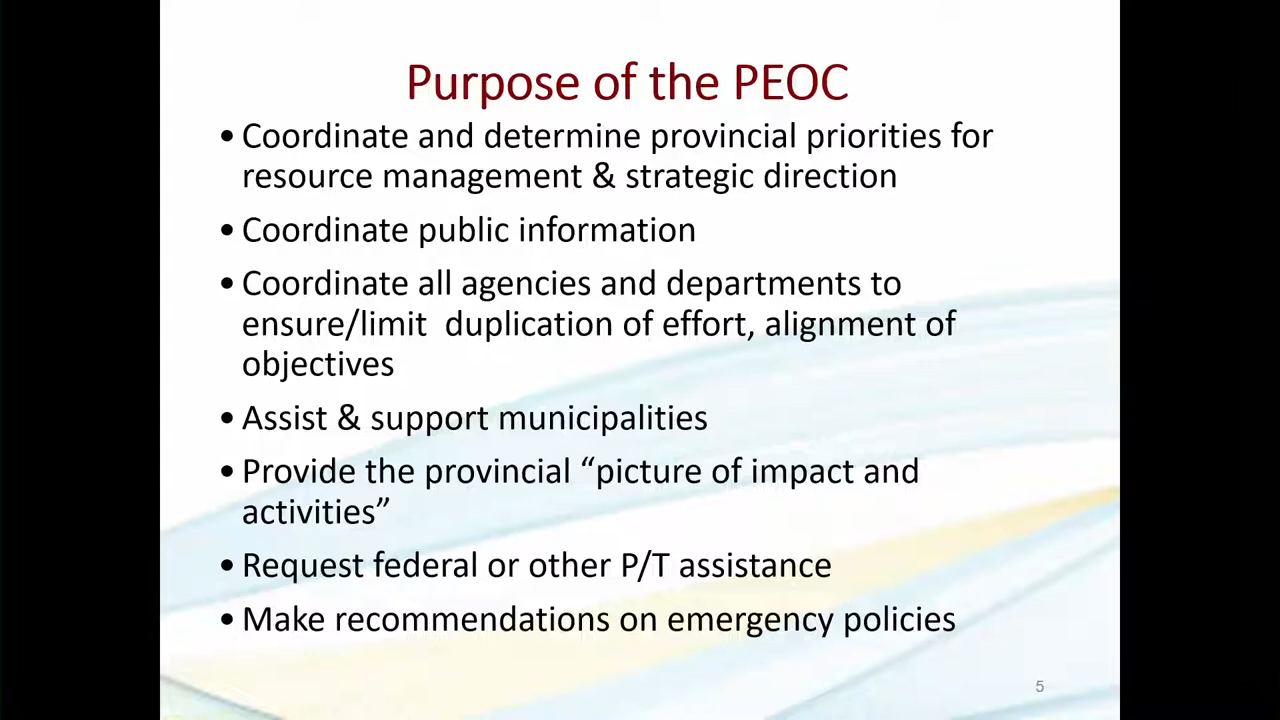 Purpose of the PEOC
• Coordinate and determine provincial priorities for
resource management & strategic direction
• Coordinate public information
• Coordinate all agencies and departments to
ensure/limit  duplication of effort, alignment of
objectives
• Assist & support municipalities
• Provide the provincial “picture of impact and
activities”
• Request federal or other P/T assistance
• Make recommendations on emergency policies
5